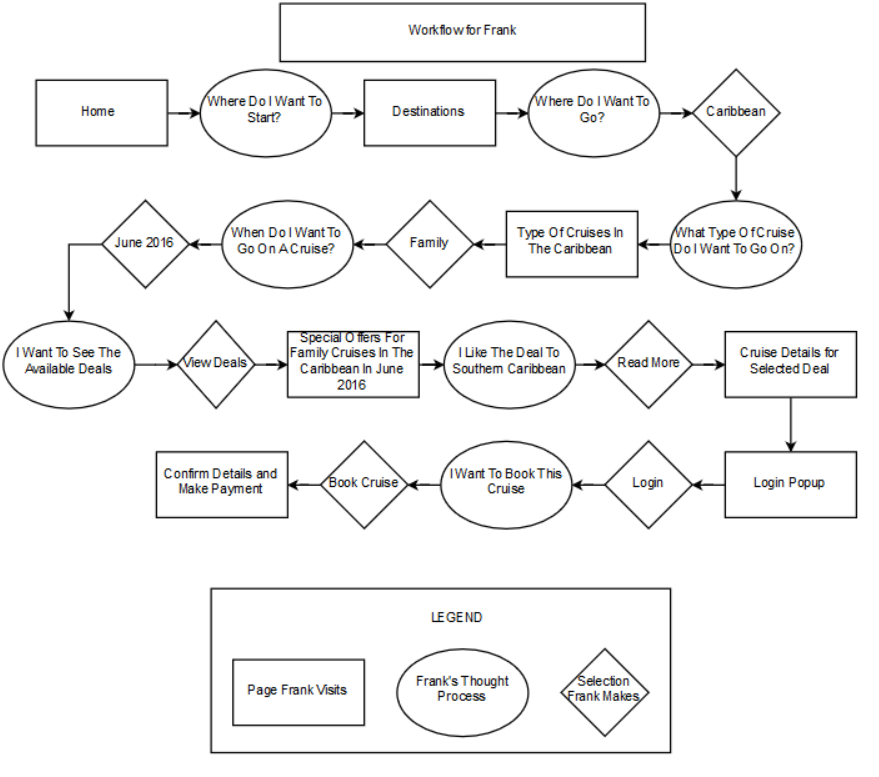 Workflow for Frank
Home
Where Do I Want To
Start?
Destinations
Where Do I Want To
Go?
Caribbean
What Type Of Cruise
Do I Want To Go On?
Type Of Cruises In
The Caribbean
Family
When Do I Want To
Go On A Cruise?
June 2016
I Want To See The
Available Deals
View Deals
Special Offers For
Family Cruises In The
Caribbean In June
2016
I Like The Deal To
Southern Caribbean
Read More
Cruise Details for
Selected Deal
Login Popup
Login
I Want To Book This
Cruise
Book Cruise
Confirm Details and
Make Payment
LEGEND
Page Frank Visits
Frank's Thought
Process
Selection
Frank Makes